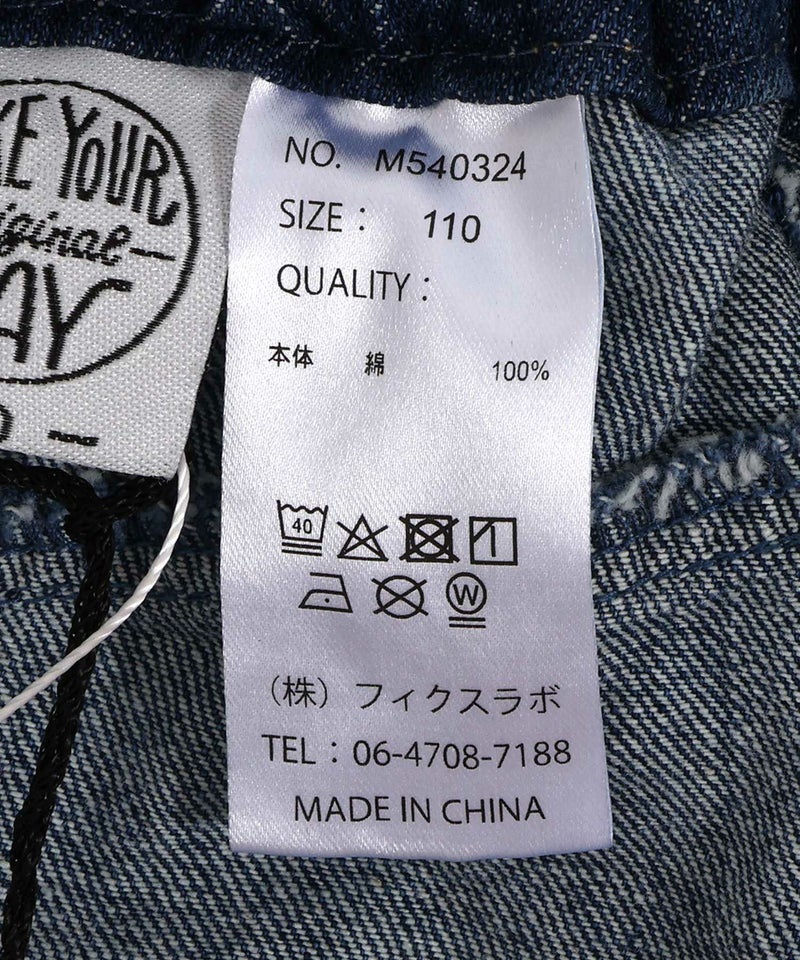 KE YOUR
iginal
AY
NO. M540324
SIZE : 110
QUALITY :
本体 綿 100%
40
W
(株) フィクスラボ
TEL : 06-4708-7188
MADE IN CHINA